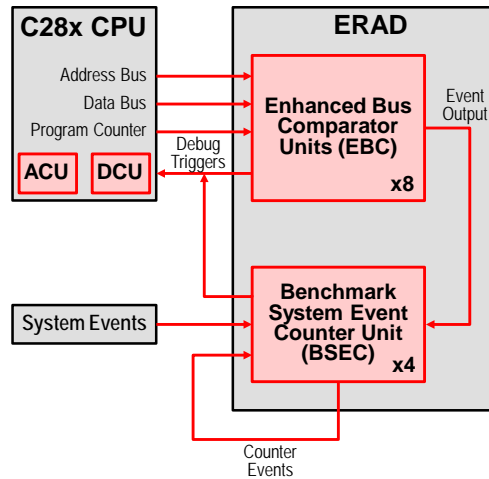 C28x CPU
Address Bus
Data Bus
Program Counter
ACU
DCU
Debug
Triggers
ERAD
Enhanced Bus
Comparator
Units (EBC)
x8
Event
Output
System Events
Benchmark
System Event
Counter Unit
(BSEC)
x4
Counter
Events